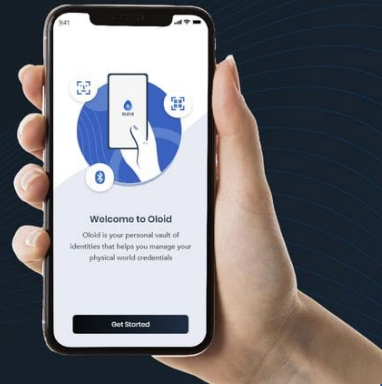 9:41
OLOID
Welcome to Oloid
Oloid is your personal vault of
identities that helps you manage your
physical world credentials
Get Started